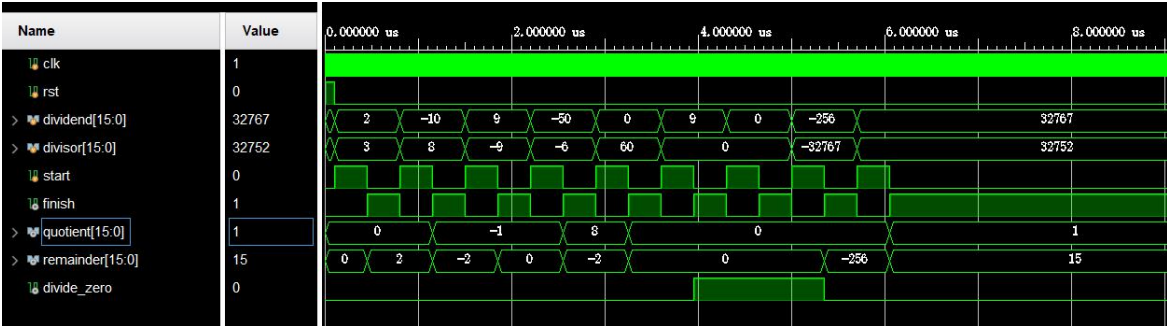 Name Value 0.000000 us 2.000000 us 4.000000 us 6.000000 us 8.000000 us
clk 1
rst 0
> dividend[15:0] 32767 2 -10 9 -50 0 9 0 -256 32767
> divisor[15:0] 32752 3 8 -9 -6 60 0 -32767 32752
start 0
finish 1
> quotient[15:0] 1 0 -1 8 0 1
> remainder[15:0] 15 0 2 -2 0 -2 0 -256 15
divide_zero 0